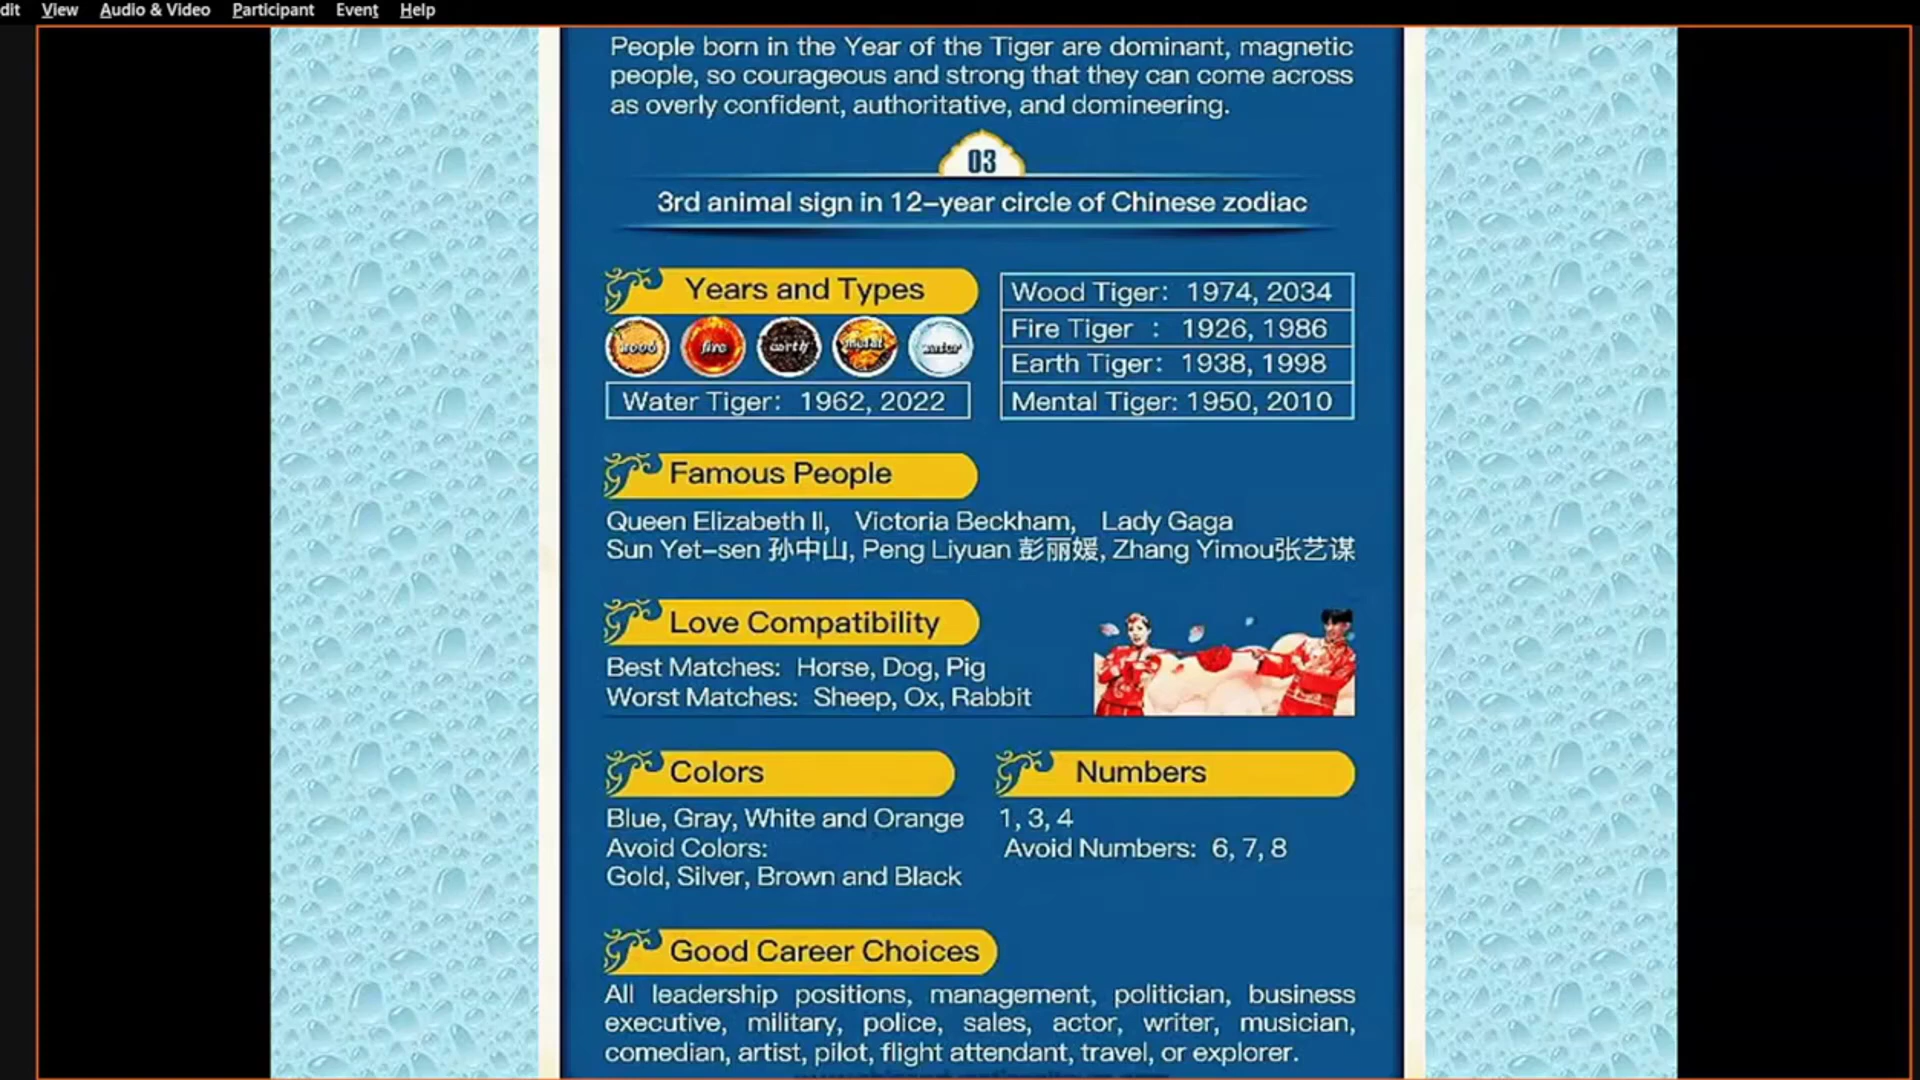 dit View Audio & Video Participant Event Help
People born in the Year of the Tiger are dominant, magnetic
people, so courageous and strong that they can come across
as overly confident, authoritative, and domineering.
03
3rd animal sign in 12-year circle of Chinese zodiac
Years and Types
wood fire earth metal water
Water Tiger: 1962, 2022
Wood Tiger: 1974, 2034
Fire Tiger : 1926, 1986
Earth Tiger: 1938, 1998
Mental Tiger: 1950, 2010
Famous People
Queen Elizabeth II, Victoria Beckham, Lady Gaga
Sun Yet-sen 孙中山, Peng Liyuan 彭丽媛, Zhang Yimou张艺谋
Love Compatibility
Best Matches: Horse, Dog, Pig
Worst Matches: Sheep, Ox, Rabbit
Colors
Blue, Gray, White and Orange
Avoid Colors:
Gold, Silver, Brown and Black
Numbers
1, 3, 4
Avoid Numbers: 6, 7, 8
Good Career Choices
All leadership positions, management, politician, business
executive, military, police, sales, actor, writer, musician,
comedian, artist, pilot, flight attendant, travel, or explorer.